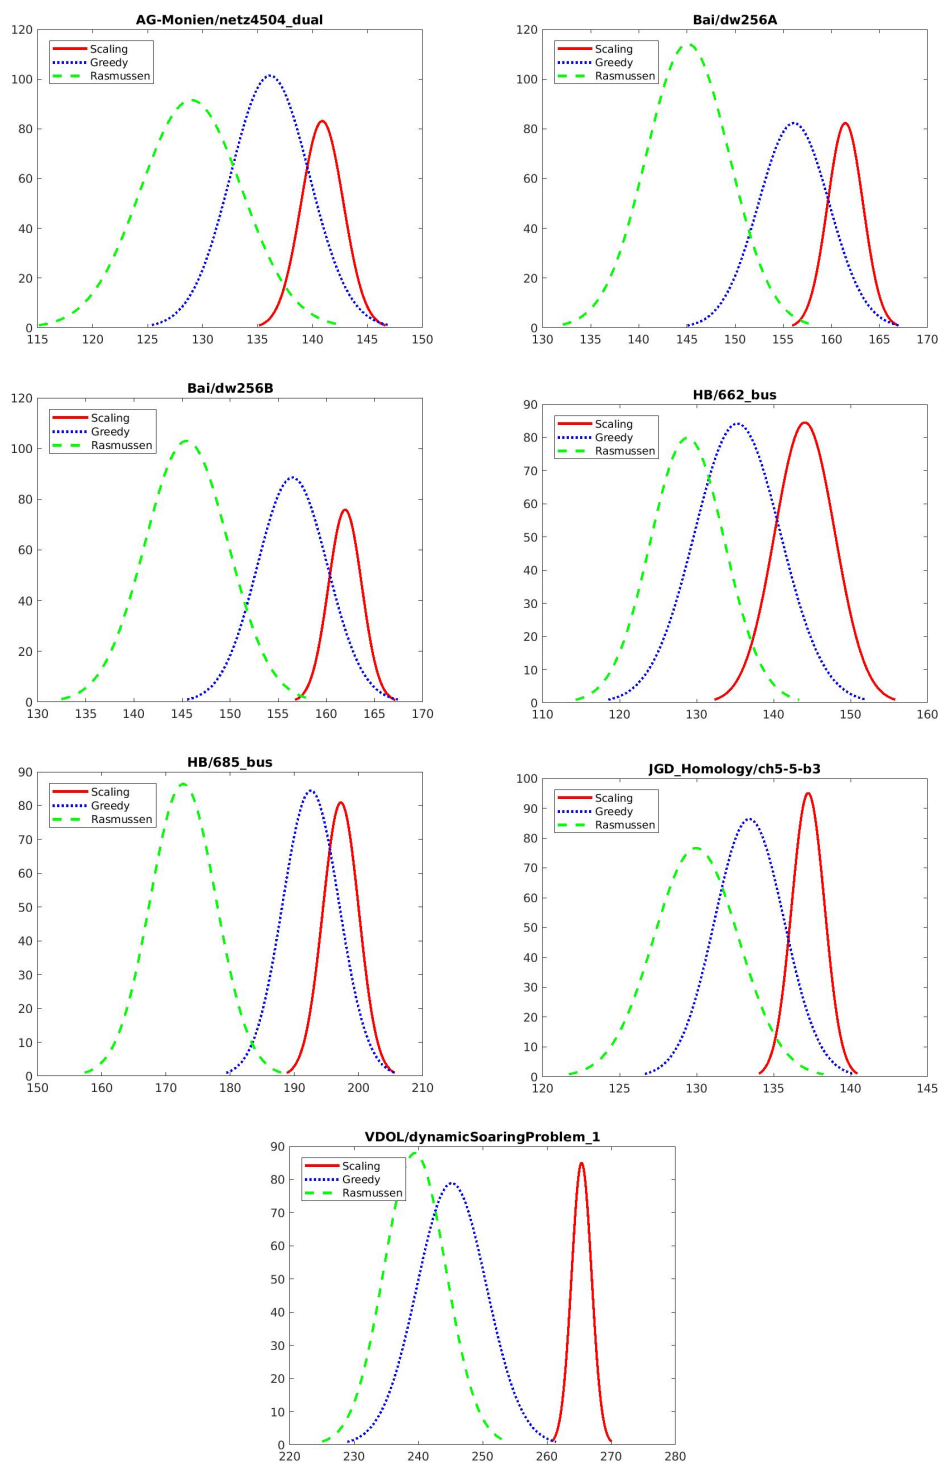 AG-Monien/netz4504_dual
120
100
80
60
40
20
0
Scaling
Greedy
Rasmussen
115 120 125 130 135 140 145 150
Bai/dw256A
120
100
80
60
40
20
0
Scaling
Greedy
Rasmussen
130 135 140 145 150 155 160 165 170
Bai/dw256B
120
100
80
60
40
20
0
Scaling
Greedy
Rasmussen
130 135 140 145 150 155 160 165 170
HB/662_bus
90
80
70
60
50
40
30
20
10
0
Scaling
Greedy
Rasmussen
110 120 130 140 150 160
HB/685_bus
90
80
70
60
50
40
30
20
10
0
Scaling
Greedy
Rasmussen
150 160 170 180 190 200 210
JGD_Homology/ch5-5-b3
100
90
80
70
60
50
40
30
20
10
0
Scaling
Greedy
Rasmussen
120 125 130 135 140 145
VDOL/dynamicSoaringProblem_1
90
80
70
60
50
40
30
20
10
0
Scaling
Greedy
Rasmussen
220 230 240 250 260 270 280